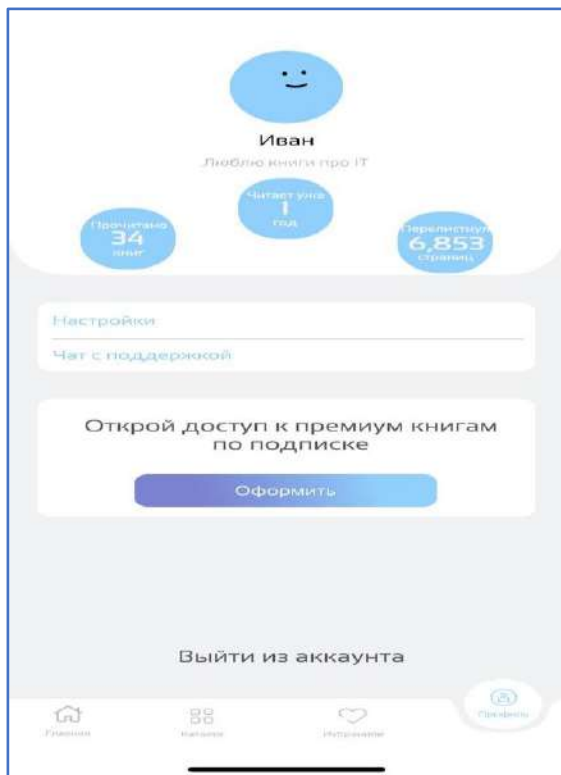 Иван
Люблю книги про IT
Читает уже
1
год
Прочитано
34
книг
Перелистнул
6,853
страниц
Настройки
Чат с поддержкой
Открой доступ к премиум книгам
по подписке
Оформить
Выйти из аккаунта
Главная
Каталог
Избранное
Профиль